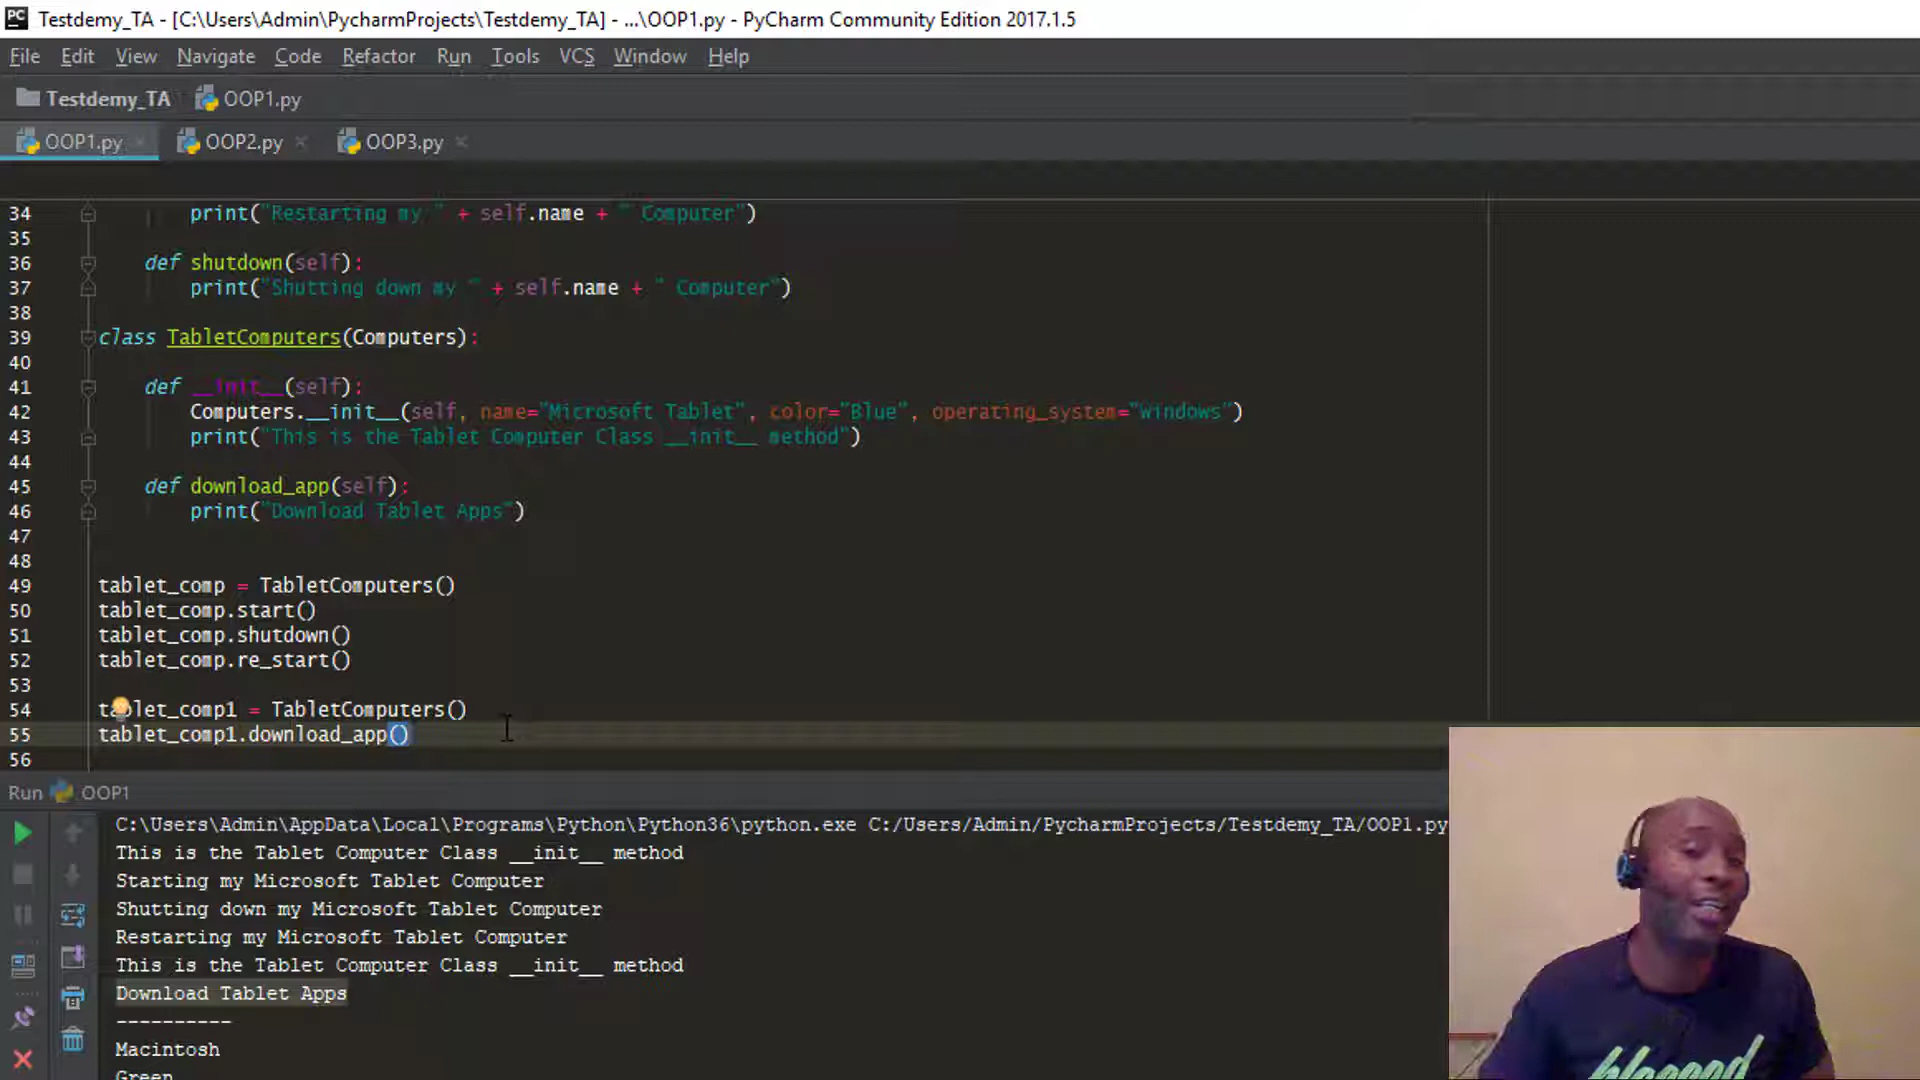 Testdemy_TA - [C:\Users\Admin\PycharmProjects\Testdemy_TA] - ...\OOP1.py - PyCharm Community Edition 2017.1.5
File Edit View Navigate Code Refactor Run Tools VCS Window Help
Testdemy_TA OOP1.py
OOP1.py OOP2.py OOP3.py
34 print("Restarting my " + self.name + " Computer")
35
36 def shutdown(self):
37 print("Shutting down my " + self.name + " Computer")
38
39 class TabletComputers(Computers):
40
41 def __init__(self):
42 Computers.__init__(self, name="Microsoft Tablet", color="Blue", operating_system="Windows")
43 print("This is the Tablet Computer Class __init__ method")
44
45 def download_app(self):
46 print("Download Tablet Apps")
47
48
49 tablet_comp = TabletComputers()
50 tablet_comp.start()
51 tablet_comp.shutdown()
52 tablet_comp.re_start()
53
54 tablet_comp1 = TabletComputers()
55 tablet_comp1.download_app()
56
Run OOP1
C:\Users\Admin\AppData\Local\Programs\Python\Python36\python.exe C:/Users/Admin/PycharmProjects/Testdemy_TA/OOP1.py
This is the Tablet Computer Class __init__ method
Starting my Microsoft Tablet Computer
Shutting down my Microsoft Tablet Computer
Restarting my Microsoft Tablet Computer
This is the Tablet Computer Class __init__ method
Download Tablet Apps
----------
Macintosh
Green